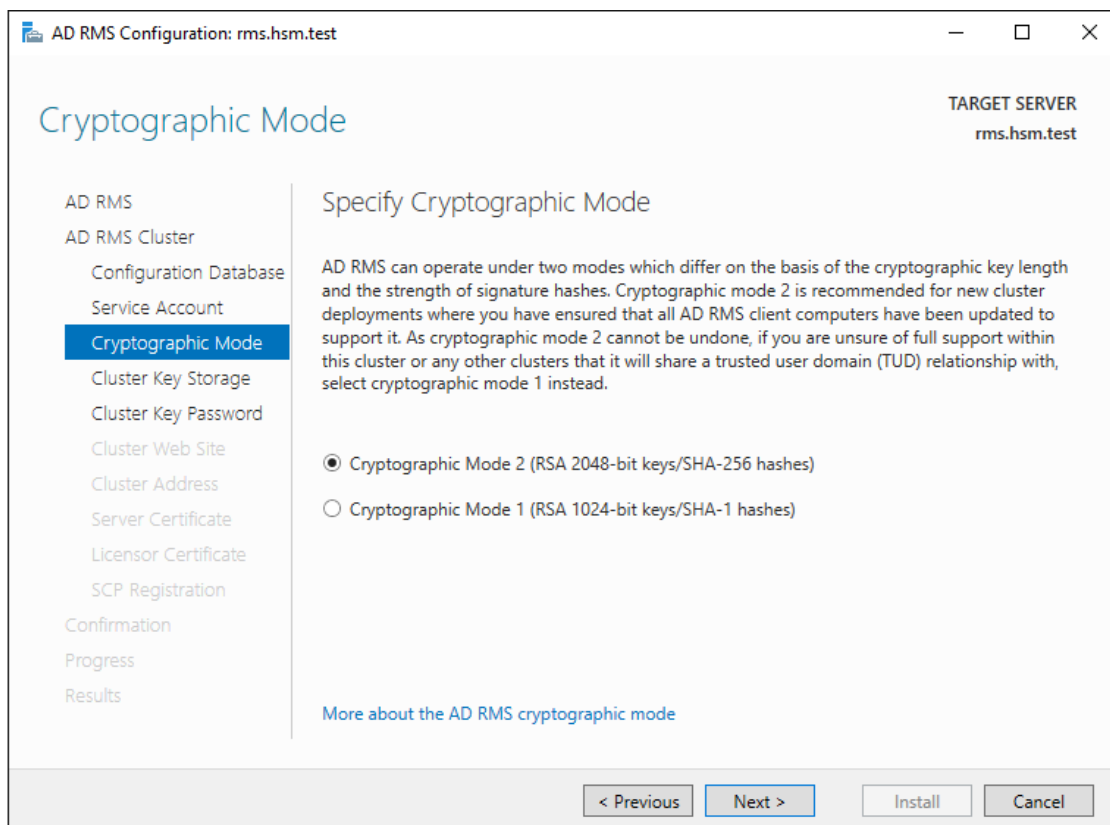 AD RMS Configuration: rms.hsm.test
Cryptographic Mode
TARGET SERVER
rms.hsm.test
AD RMS
AD RMS Cluster
Configuration Database
Service Account
Cryptographic Mode
Cluster Key Storage
Cluster Key Password
Cluster Web Site
Cluster Address
Server Certificate
Licensor Certificate
SCP Registration
Confirmation
Progress
Results
Specify Cryptographic Mode
AD RMS can operate under two modes which differ on the basis of the cryptographic key length
and the strength of signature hashes. Cryptographic mode 2 is recommended for new cluster
deployments where you have ensured that all AD RMS client computers have been updated to
support it. As cryptographic mode 2 cannot be undone, if you are unsure of full support within
this cluster or any other clusters that it will share a trusted user domain (TUD) relationship with,
select cryptographic mode 1 instead.
Cryptographic Mode 2 (RSA 2048-bit keys/SHA-256 hashes)
Cryptographic Mode 1 (RSA 1024-bit keys/SHA-1 hashes)
More about the AD RMS cryptographic mode
< Previous
Next >
Install
Cancel